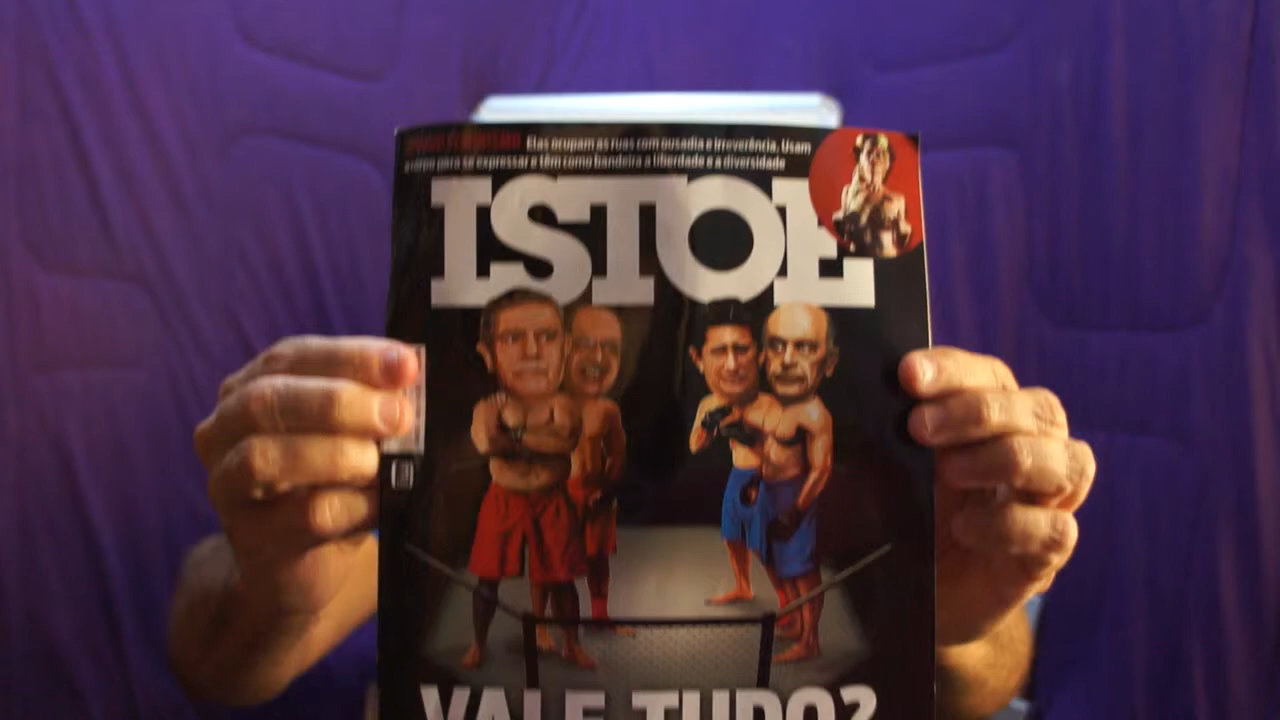 Elas ocupam as ruas com ousadia e irreverência. Usam
o corpo para se expressar e têm como bandeira a liberdade e a diversidade
ISTOÉ
VALE TUDO?